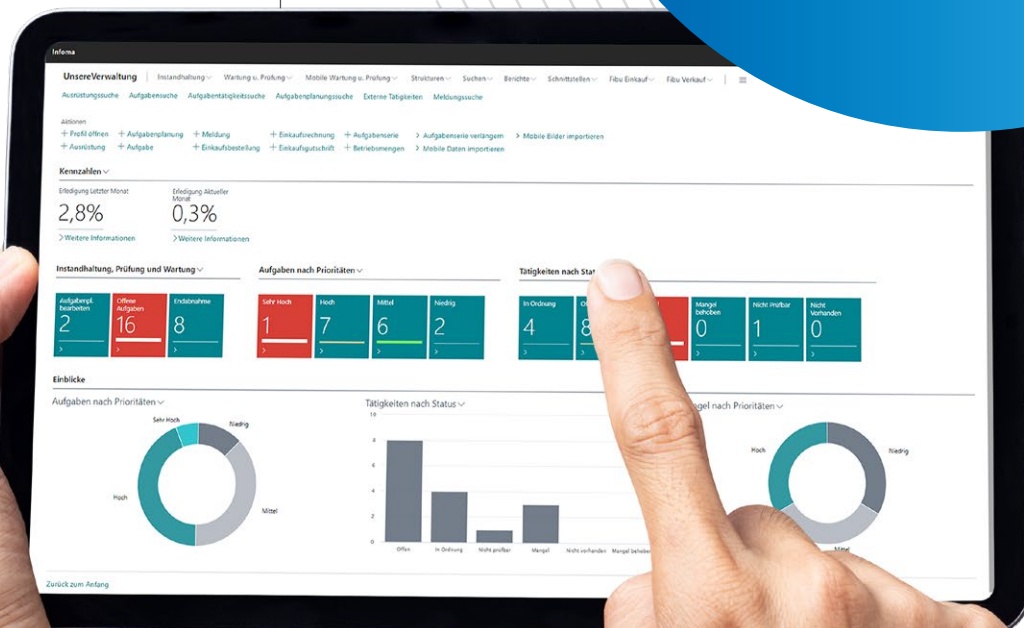 Infoma
UnsereVerwaltung Instandhaltung Wartung u. Prüfung Mobile Wartung u. Prüfung Strukturen Suchen Berichte Schnittstellen Fibu Einkauf Fibu Verkauf
Ausrüstungssuche Aufgabensuche Aufgabentätigkeitssuche Aufgabenplanungssuche Externe Tätigkeiten Meldungssuche
Aktionen
+ Profil öffnen + Aufgabenplanung + Meldung + Einkaufsrechnung + Aufgabenserie > Aufgabenserie verlängern > Mobile Bilder importieren
+ Ausrüstung + Aufgabe + Einkaufsbestellung + Einkaufsgutschrift + Betriebsmengen > Mobile Daten importieren
Kennzahlen
Erledigung Letzter Monat Erledigung Aktueller Monat
2,8% 0,3%
> Weitere Informationen > Weitere Informationen
Instandhaltung, Prüfung und Wartung Aufgaben nach Prioritäten Tätigkeiten nach
Aufgabenpl. bearbeiten Offene Aufgaben Endabnahme Sehr Hoch Hoch Mittel Niedrig In Ordnung Mangel behoben Nicht Prüfbar Nicht Vorhanden
2 16 8 1 7 6 2 4 8 0 1 0
Einblicke
Aufgaben nach Prioritäten Tätigkeiten nach Status nach Prioritäten
Sehr Hoch Niedrig Hoch Mittel
10
8
6
4
2
0
Offen In Ordnung Nicht prüfbar Mangel Nicht vorhanden Mangel behoben
Hoch Niedrig Mittel
Zurück zum Anfang